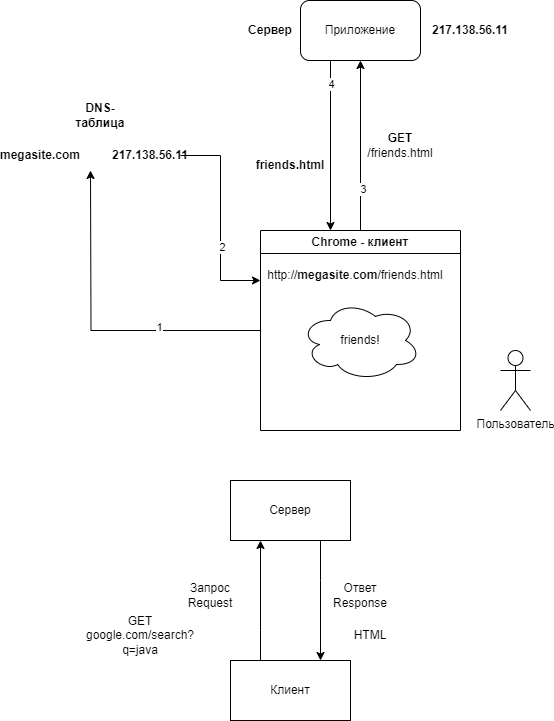 Сервер
Приложение
217.138.56.11
4
DNS-
таблица
GET
/friends.html
megasite.com
217.138.56.11
friends.html
3
2
Chrome - клиент
http://megasite.com/friends.html
1
friends!
Пользователь
Сервер
Запрос
Request
Ответ
Response
GET
google.com/search?
q=java
HTML
Клиент